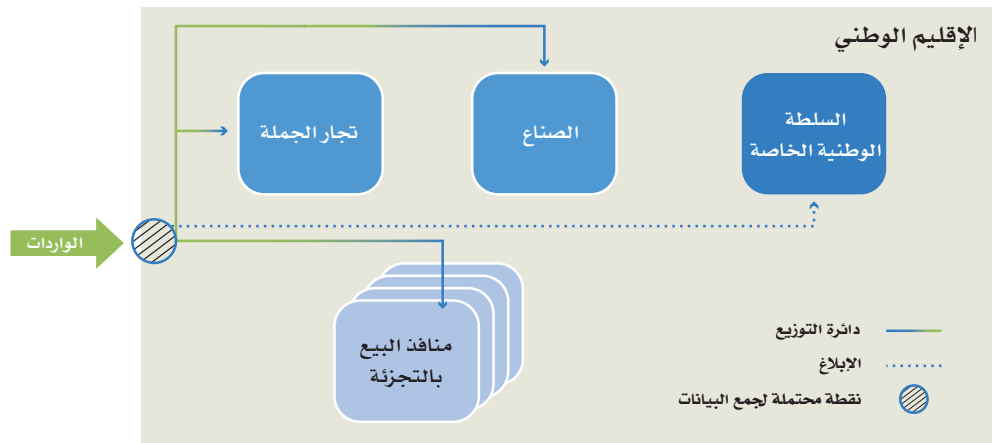 الإقليم الوطني
السلطة
الوطنية الخاصة
الصناع
تجار الجملة
الواردات
منافذ البيع
بالتجزئة
دائرة التوزيع
الإبلاغ
نقطة محتملة لجمع البيانات